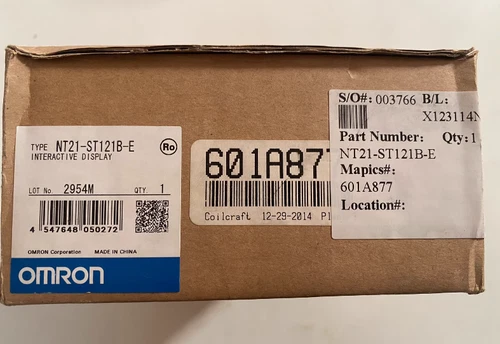 TYPE NT21-ST121B-E
INTERACTIVE DISPLAY
Ro
LOT No. 2954M QTY. 1
4 547648 050272
OMRON Corporation MADE IN CHINA
OMRON
601A877
Coilcraft 12-29-2014
S/O#: 003766 B/L:
X123114N
Part Number: Qty: 1
NT21-ST121B-E
Mapics#:
601A877
Location#: